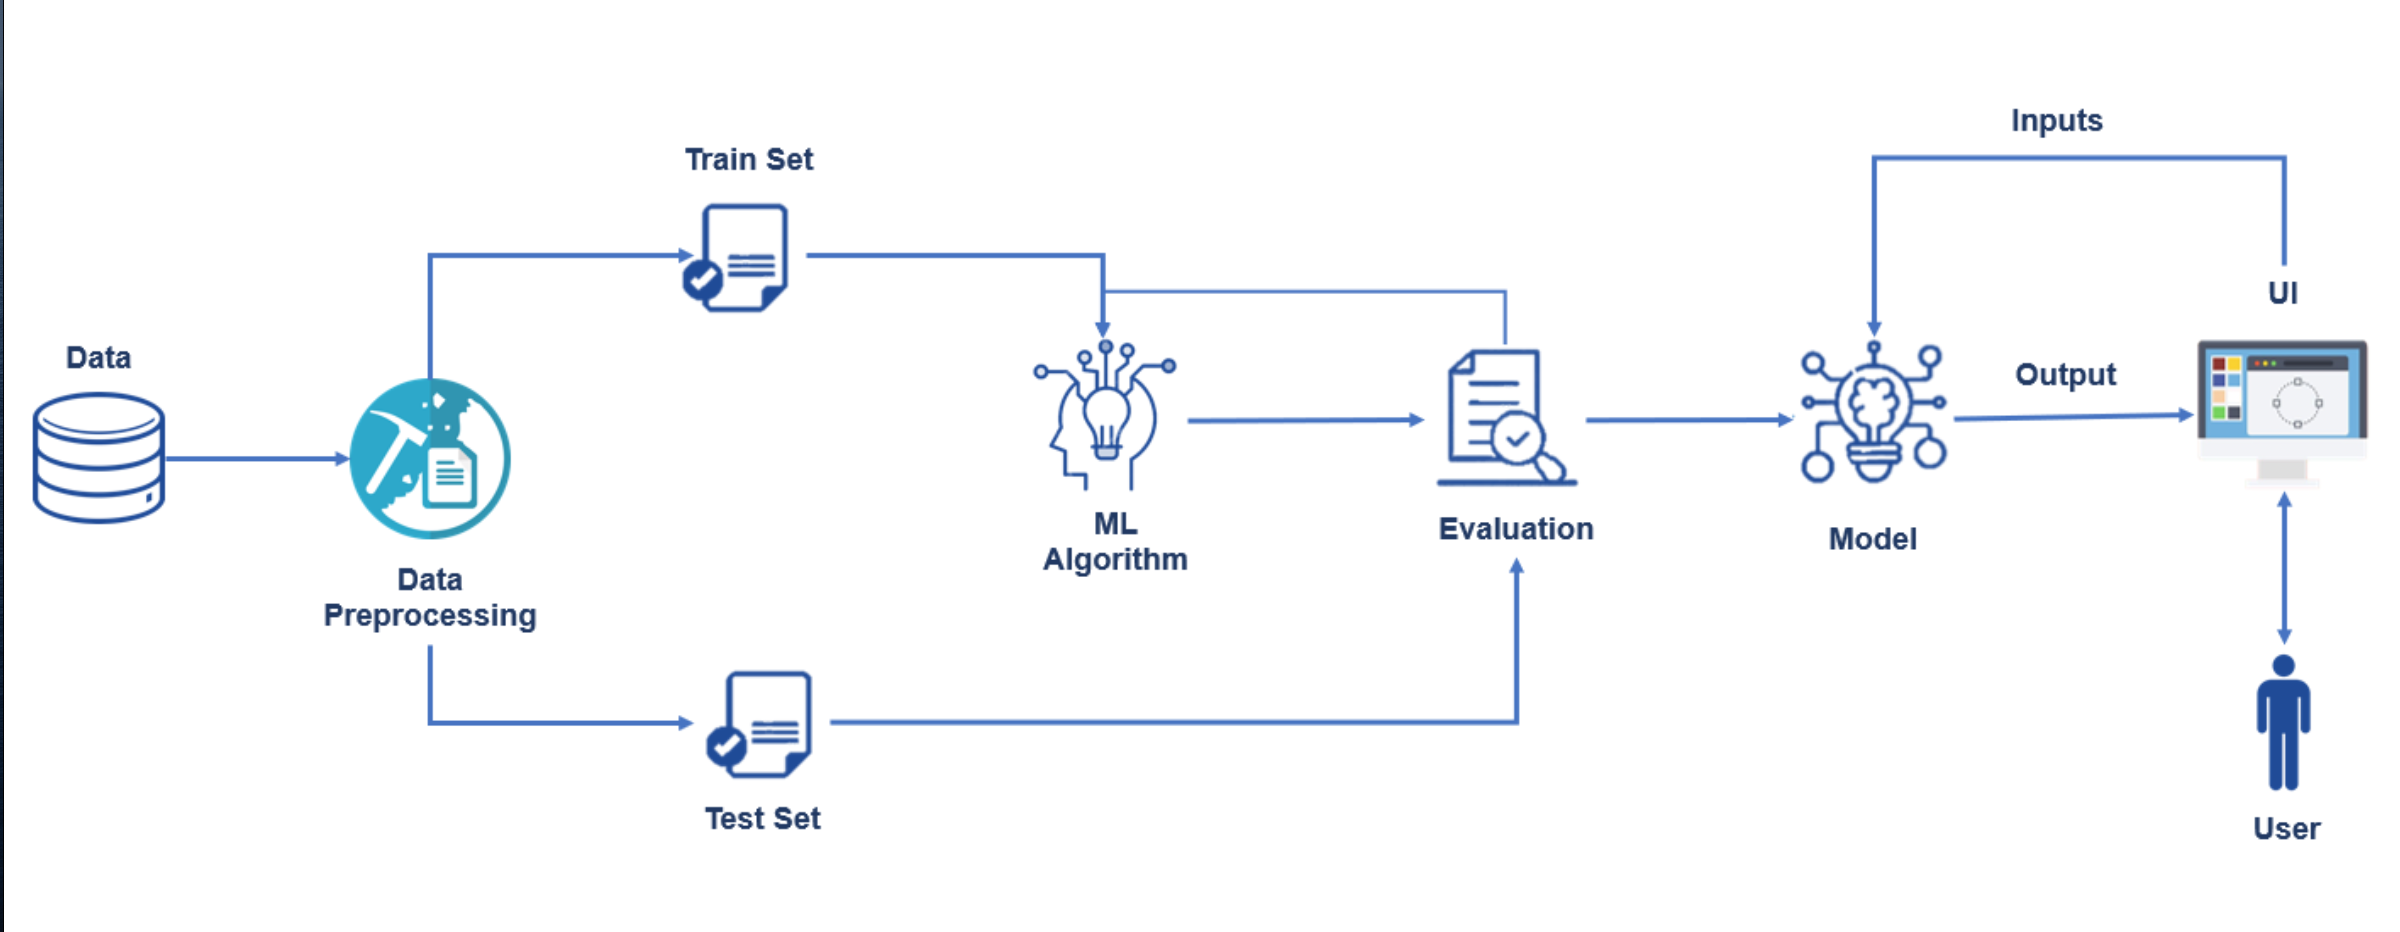 Data
Data
Preprocessing
Train Set
Test Set
ML
Algorithm
Evaluation
Model
Inputs
Output
UI
User